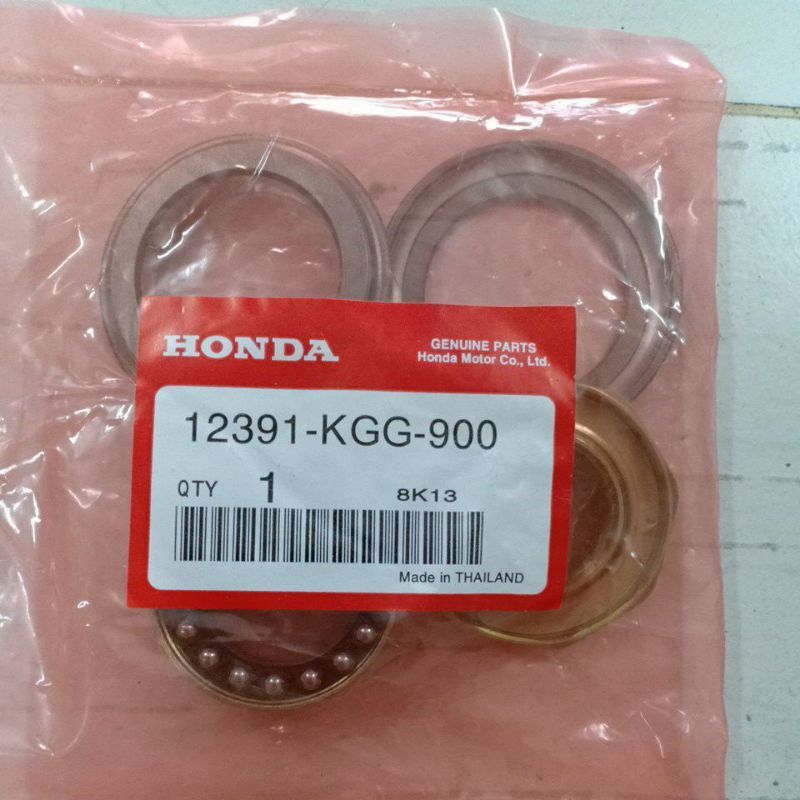 HONDA
GENUINE PARTS
Honda Motor Co., Ltd.
12391-KGG-900
QTY 1 8K13
Made in THAILAND